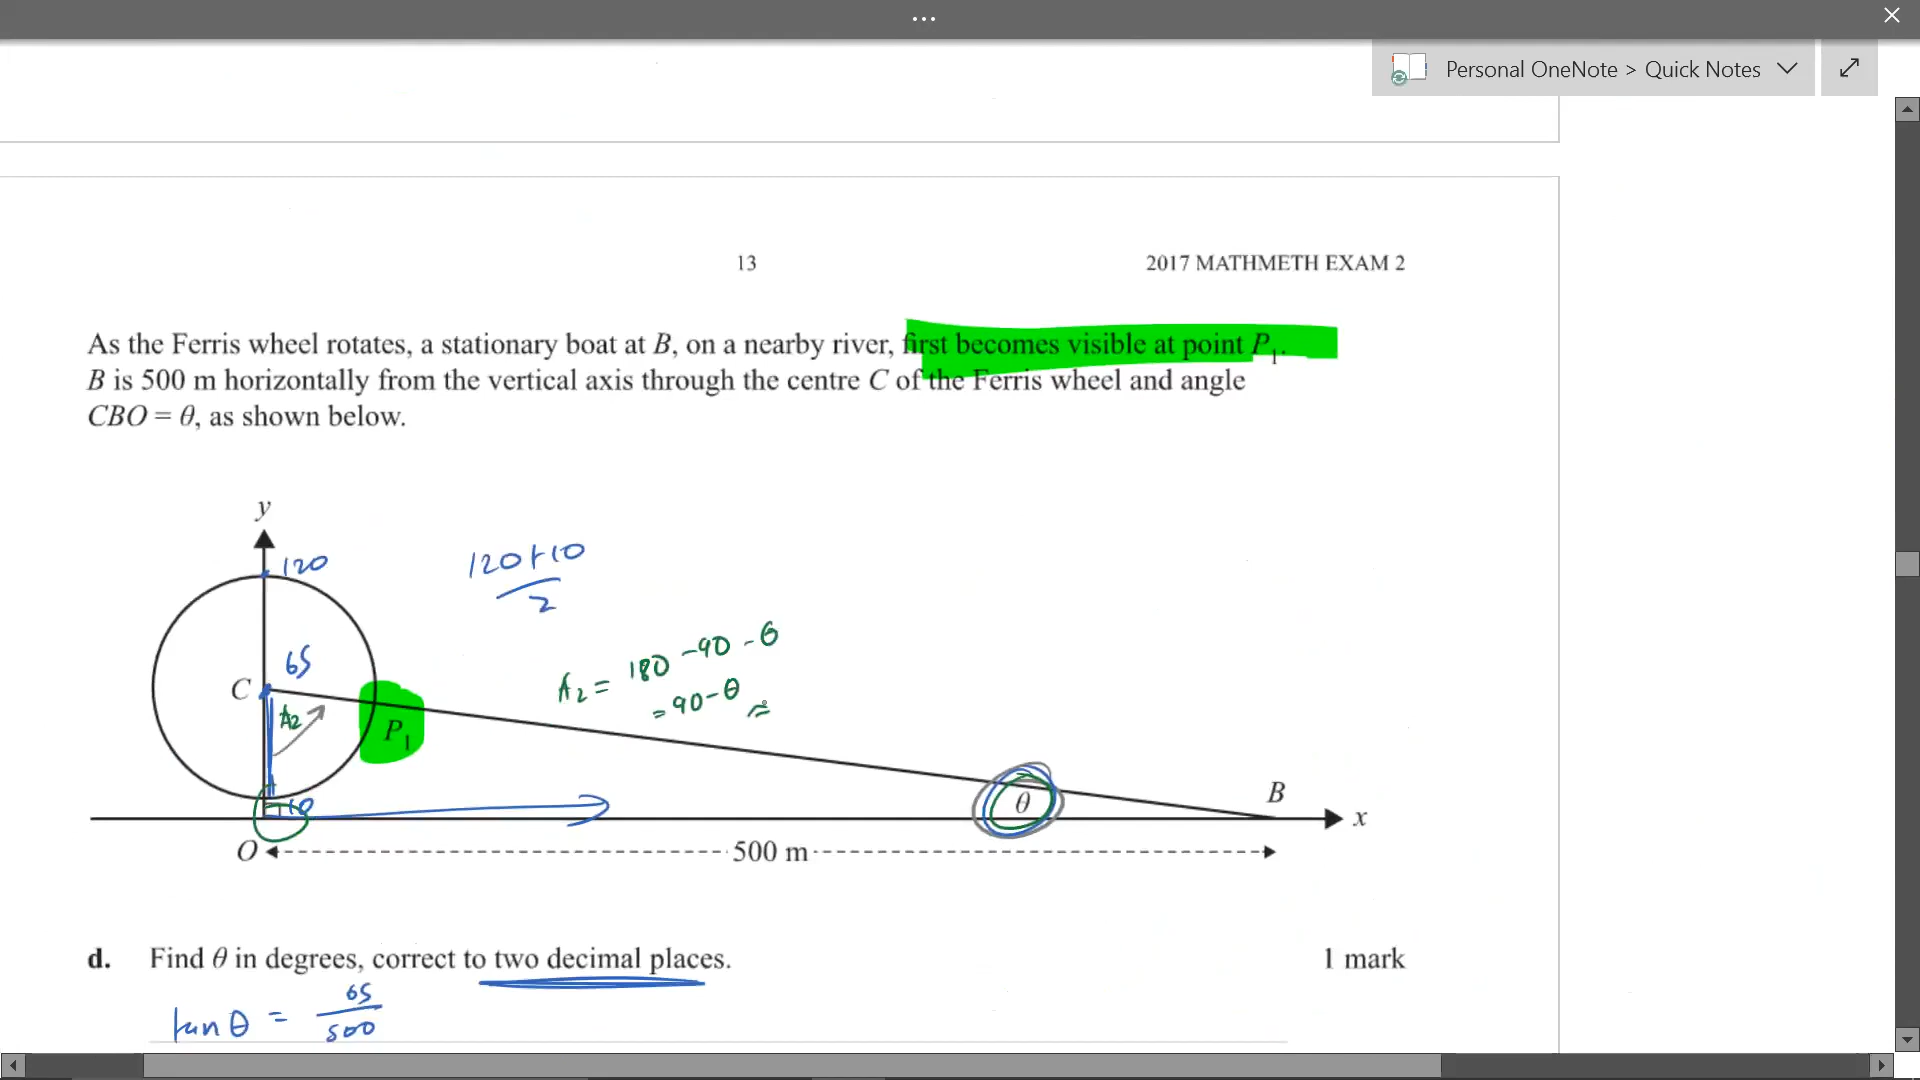 ...
Personal OneNote > Quick Notes
13
2017 MATHMETH EXAM 2
As the Ferris wheel rotates, a stationary boat at B, on a nearby river, first becomes visible at point P₁.
B is 500 m horizontally from the vertical axis through the centre C of the Ferris wheel and angle
CBO = θ, as shown below.
y
120
120+10
2
65
A₂ = 180 - 90 - θ
= 90 - θ
C
A₂
P₁
10
θ
B
x
O
500 m
d. Find θ in degrees, correct to two decimal places.
1 mark
tan θ = 65
500